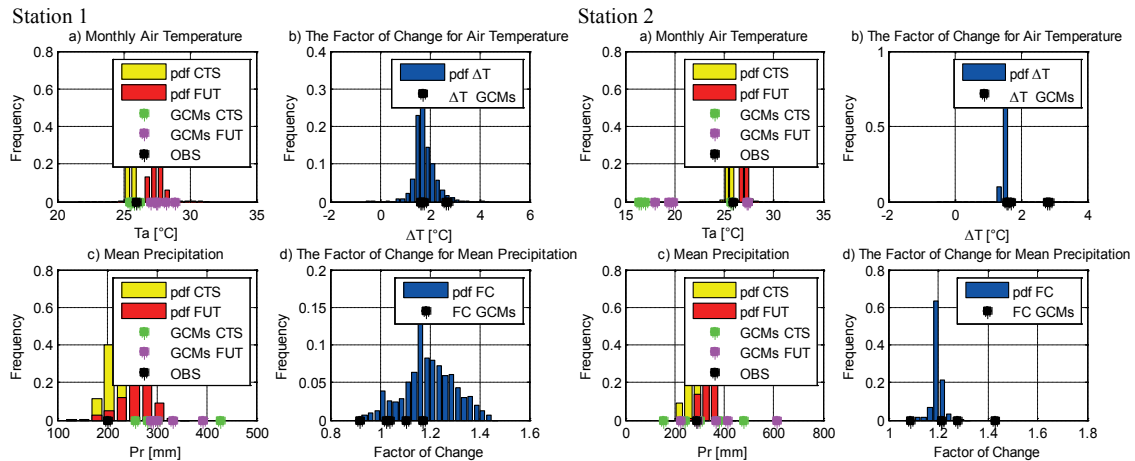 Station 1
a) Monthly Air Temperature
0.8
0.6
0.4
0.2
0
Frequency
pdf CTS
pdf FUT
GCMs CTS
GCMs FUT
OBS
20 25 30 35
Ta [°C]
b) The Factor of Change for Air Temperature
0.4
0.3
0.2
0.1
0
Frequency
pdf ΔT
ΔT GCMs
-2 0 2 4 6
ΔT [°C]
c) Mean Precipitation
0.8
0.6
0.4
0.2
0
Frequency
pdf CTS
pdf FUT
GCMs CTS
GCMs FUT
OBS
100 200 300 400 500
Pr [mm]
d) The Factor of Change for Mean Precipitation
0.2
0.15
0.1
0.05
0
Frequency
pdf FC
FC GCMs
0.8 1 1.2 1.4 1.6
Factor of Change
Station 2
a) Monthly Air Temperature
0.8
0.6
0.4
0.2
0
Frequency
pdf CTS
pdf FUT
GCMs CTS
GCMs FUT
OBS
15 20 25 30 35
Ta [°C]
b) The Factor of Change for Air Temperature
1
0.5
0
Frequency
pdf ΔT
ΔT GCMs
-2 0 2 4
ΔT [°C]
c) Mean Precipitation
0.8
0.6
0.4
0.2
0
Frequency
pdf CTS
pdf FUT
GCMs CTS
GCMs FUT
OBS
0 200 400 600 800
Pr [mm]
d) The Factor of Change for Mean Precipitation
0.8
0.6
0.4
0.2
0
Frequency
pdf FC
FC GCMs
1 1.2 1.4 1.6 1.8
Factor of Change